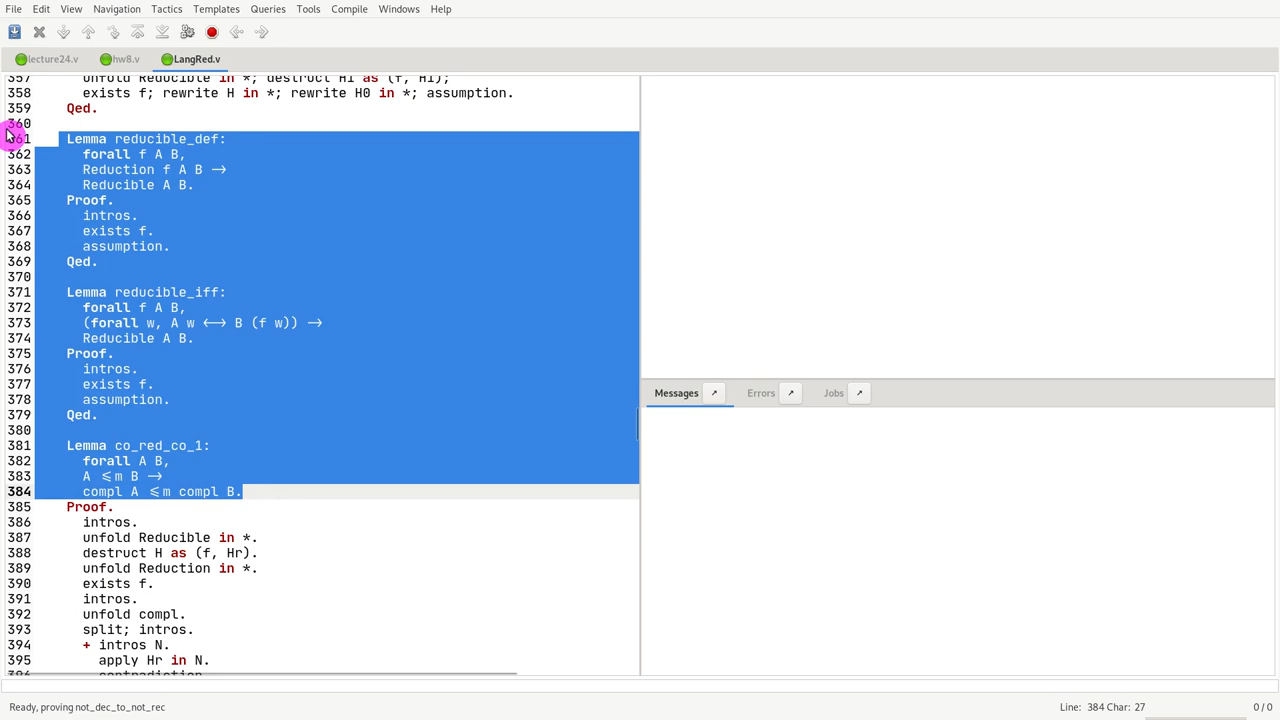 File Edit View Navigation Tactics Templates Queries Tools Compile Windows Help
lecture24.v hw8.v LangRed.v
357 unfold Reducible in *; destruct H1 as (f, H1);
358 exists f; rewrite H in *; rewrite H0 in *; assumption.
359 Qed.
360
361 Lemma reducible_def:
362 forall f A B,
363 Reduction f A B →
364 Reducible A B.
365 Proof.
366 intros.
367 exists f.
368 assumption.
369 Qed.
370
371 Lemma reducible_iff:
372 forall f A B,
373 (forall w, A w ⟷ B (f w)) →
374 Reducible A B.
375 Proof.
376 intros.
377 exists f.
378 assumption.
379 Qed.
380
381 Lemma co_red_co_1:
382 forall A B,
383 A ⩽m B →
384 compl A ⩽m compl B.
385 Proof.
386 intros.
387 unfold Reducible in *.
388 destruct H as (f, Hr).
389 unfold Reduction in *.
390 exists f.
391 intros.
392 unfold compl.
393 split; intros.
394 + intros N.
395 apply Hr in N.
396 contradiction
Messages ↗ Errors ↗ Jobs ↗
Ready, proving not_dec_to_not_rec Line: 384 Char: 27 0 / 0